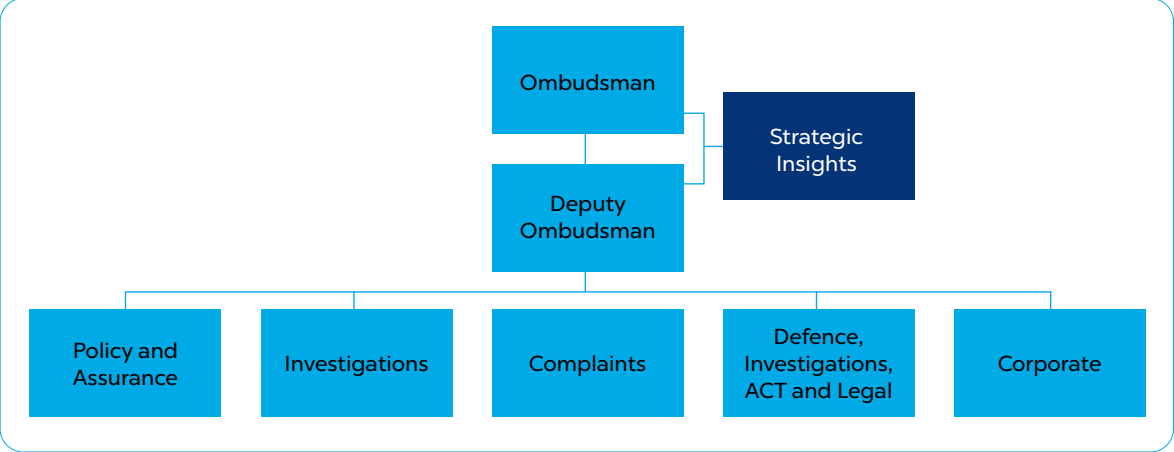 Ombudsman
Strategic
Insights
Deputy
Ombudsman
Policy and
Assurance
Investigations
Complaints
Defence,
Investigations,
ACT and Legal
Corporate